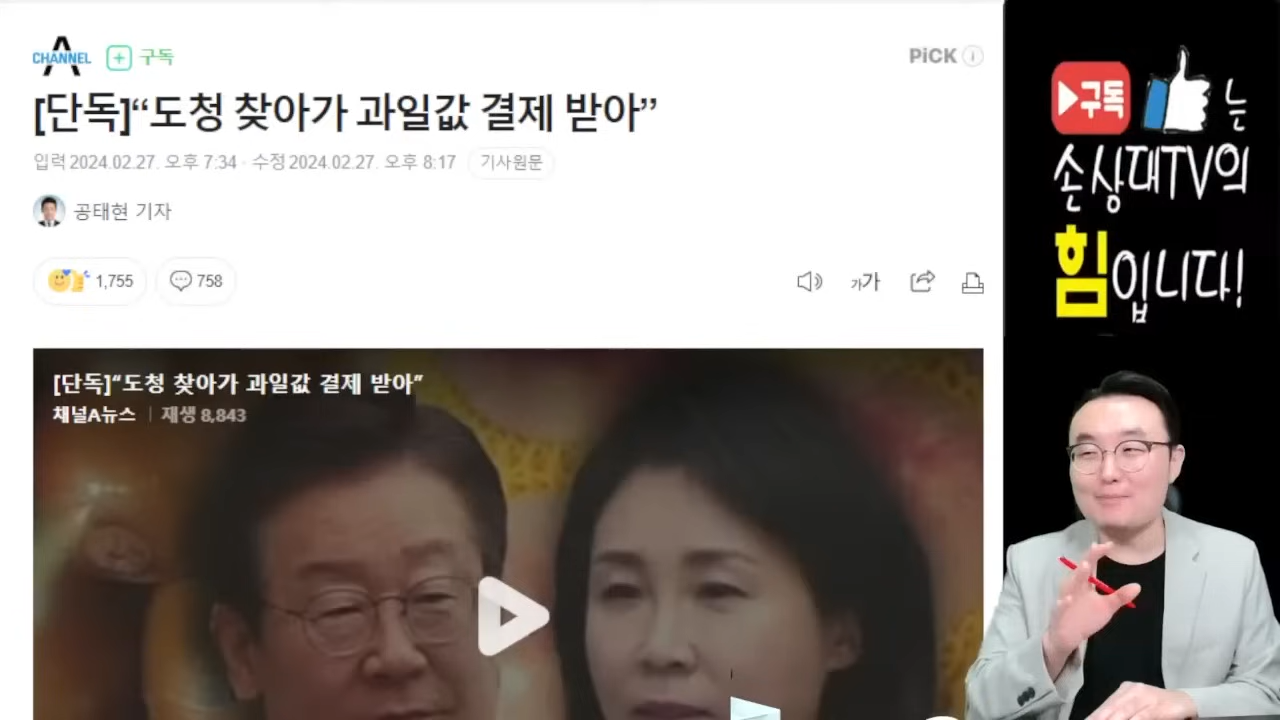 CHANNEL A
구독
PiCK
[단독]“도청 찾아가 과일값 결제 받아”
입력 2024.02.27. 오후 7:34 · 수정 2024.02.27. 오후 8:17 기사원문
공태현 기자
1,755
758
가가
[단독]“도청 찾아가 과일값 결제 받아”
채널A뉴스 | 재생 8,843
구독 는
손상대TV의
힘입니다!